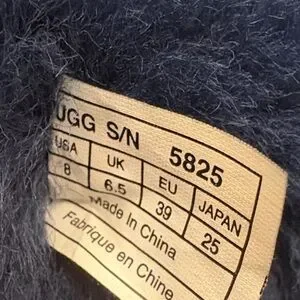 UGG S/N 5825
USA UK EU JAPAN
8 6.5 39 25
Made In China
Fabrique en Chine